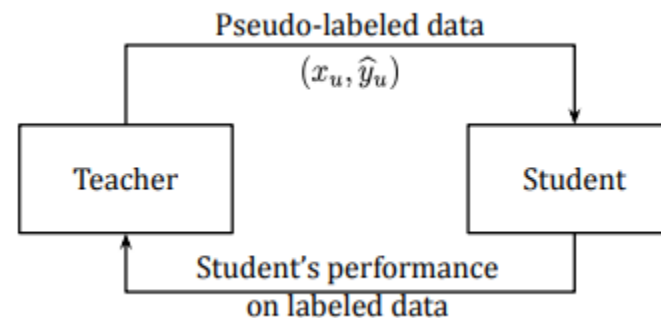 Pseudo-labeled data
(x_u, ŷ_u)
Teacher
Student
Student's performance
on labeled data